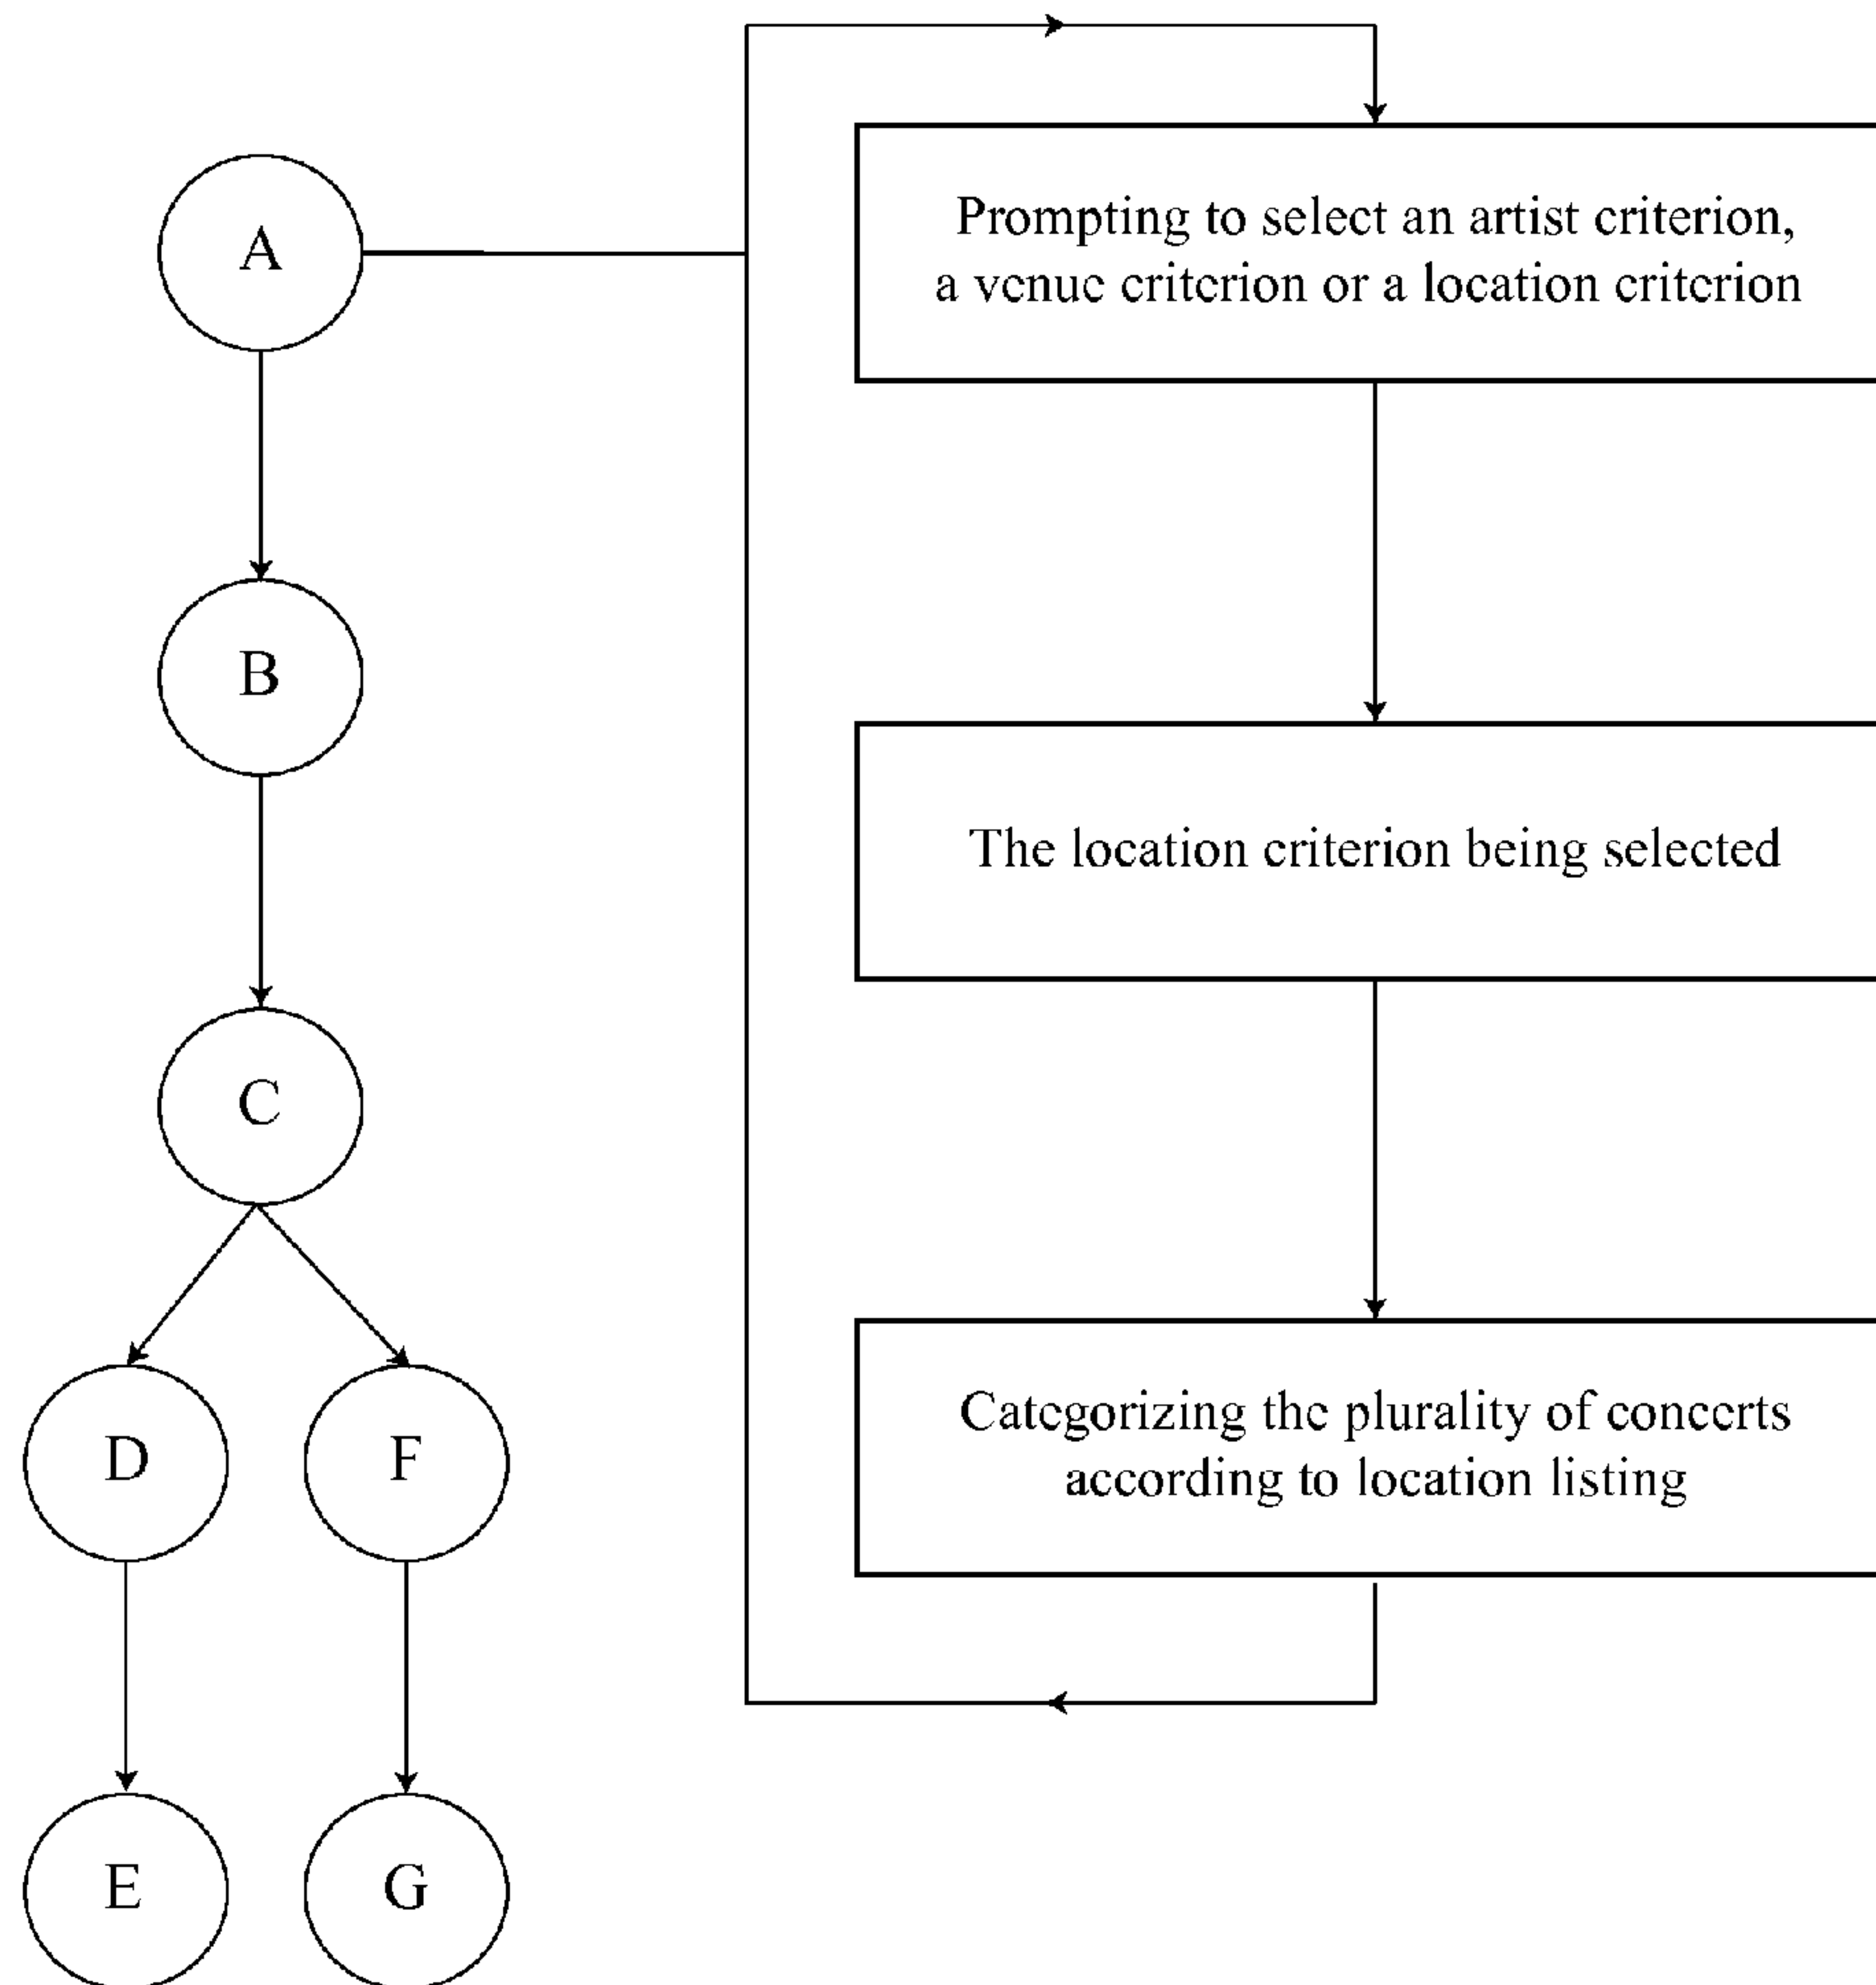 A
Prompting to select an artist criterion,
a venue criterion or a location criterion
B
The location criterion being selected
C
D
F
Categorizing the plurality of concerts
according to location listing
E
G